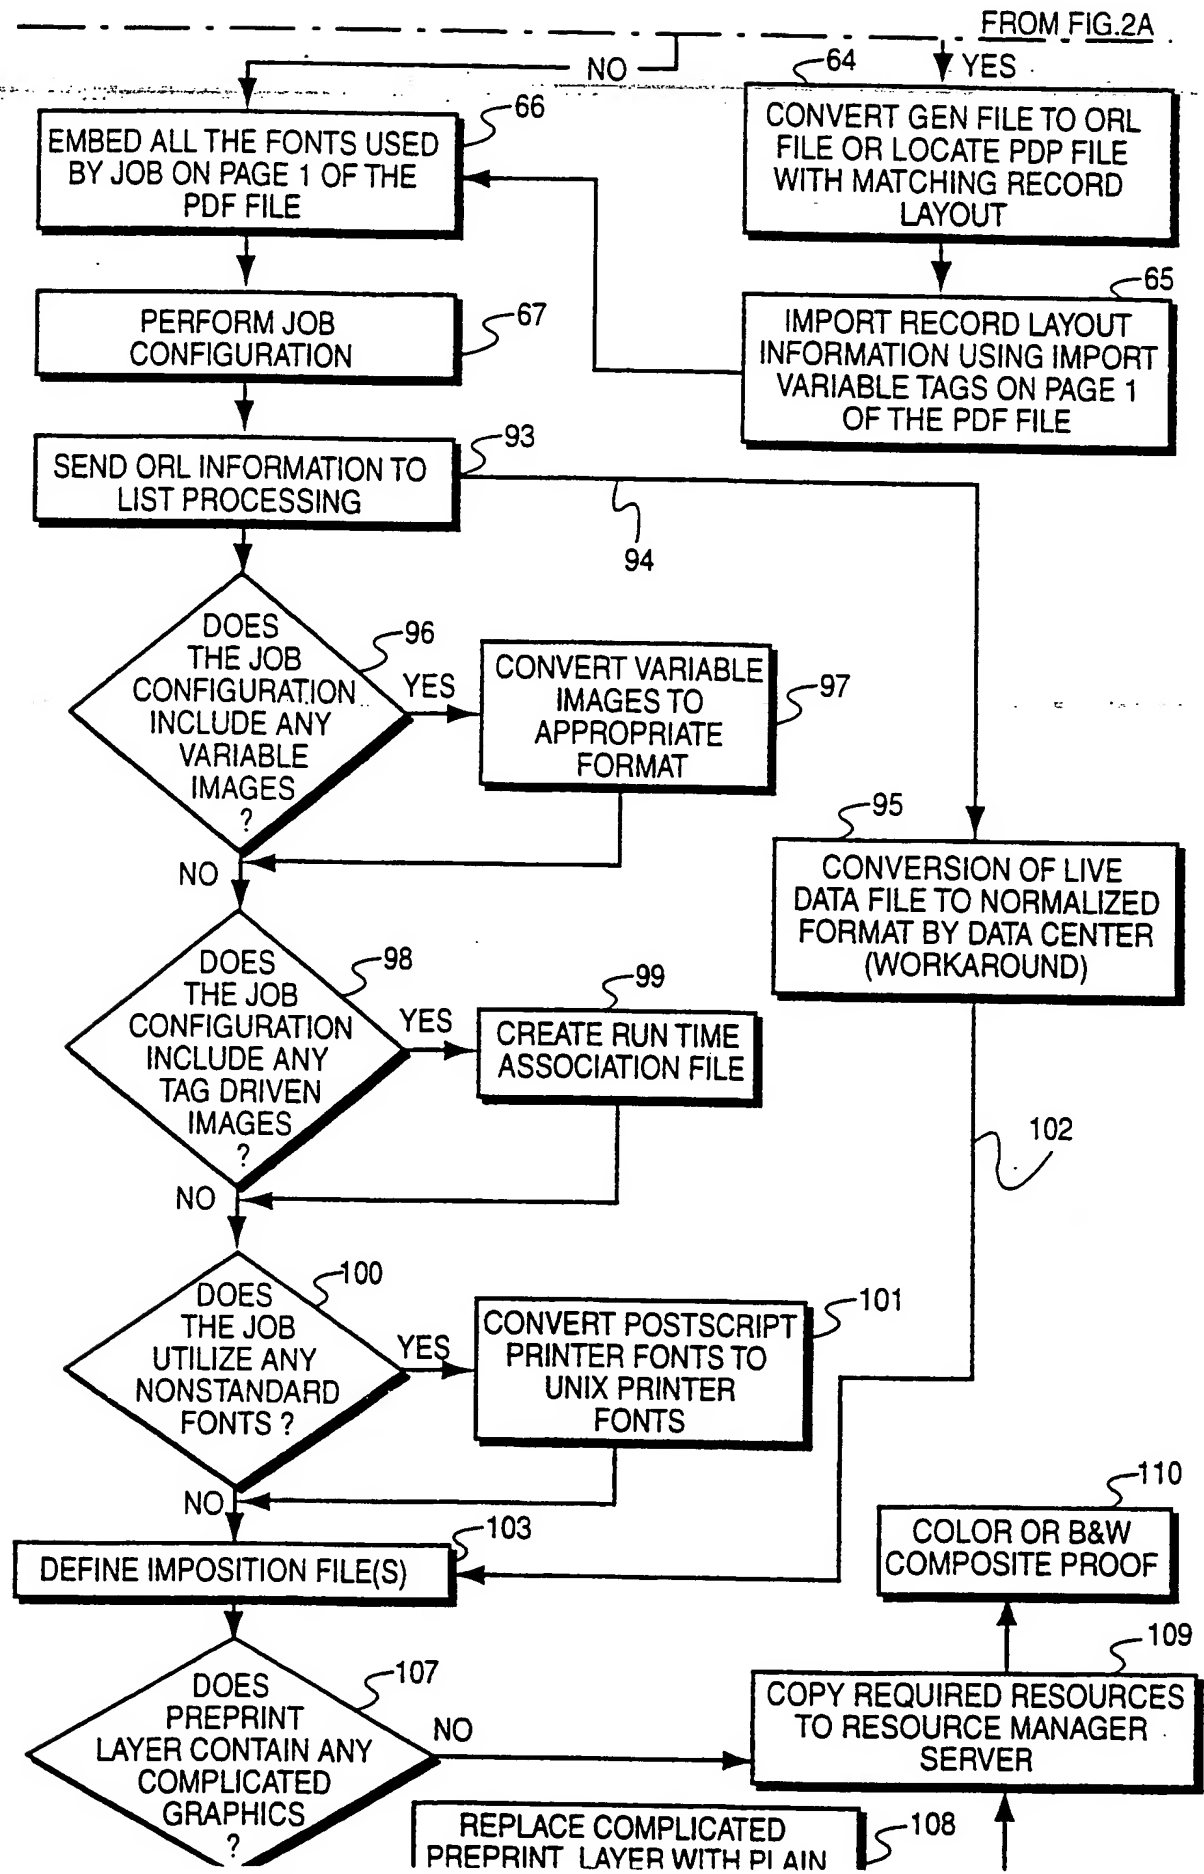 FROM FIG.2A
NO
YES
64
CONVERT GEN FILE TO ORL
FILE OR LOCATE PDP FILE
WITH MATCHING RECORD
LAYOUT
66
EMBED ALL THE FONTS USED
BY JOB ON PAGE 1 OF THE
PDF FILE
65
IMPORT RECORD LAYOUT
INFORMATION USING IMPORT
VARIABLE TAGS ON PAGE 1
OF THE PDF FILE
67
PERFORM JOB
CONFIGURATION
93
SEND ORL INFORMATION TO
LIST PROCESSING
94
DOES
THE JOB
CONFIGURATION
INCLUDE ANY
VARIABLE
IMAGES
?
96
YES
CONVERT VARIABLE
IMAGES TO
APPROPRIATE
FORMAT
97
NO
95
CONVERSION OF LIVE
DATA FILE TO NORMALIZED
FORMAT BY DATA CENTER
(WORKAROUND)
DOES
THE JOB
CONFIGURATION
INCLUDE ANY
TAG DRIVEN
IMAGES
?
98
YES
99
CREATE RUN TIME
ASSOCIATION FILE
NO
102
DOES
THE JOB
UTILIZE ANY
NONSTANDARD
FONTS ?
100
YES
CONVERT POSTSCRIPT
PRINTER FONTS TO
UNIX PRINTER
FONTS
101
NO
103
DEFINE IMPOSITION FILE(S)
110
COLOR OR B&W
COMPOSITE PROOF
109
COPY REQUIRED RESOURCES
TO RESOURCE MANAGER
SERVER
DOES
PREPRINT
LAYER CONTAIN ANY
COMPLICATED
GRAPHICS
?
107
NO
REPLACE COMPLICATED
PREPRINT LAYER WITH PLAIN
108